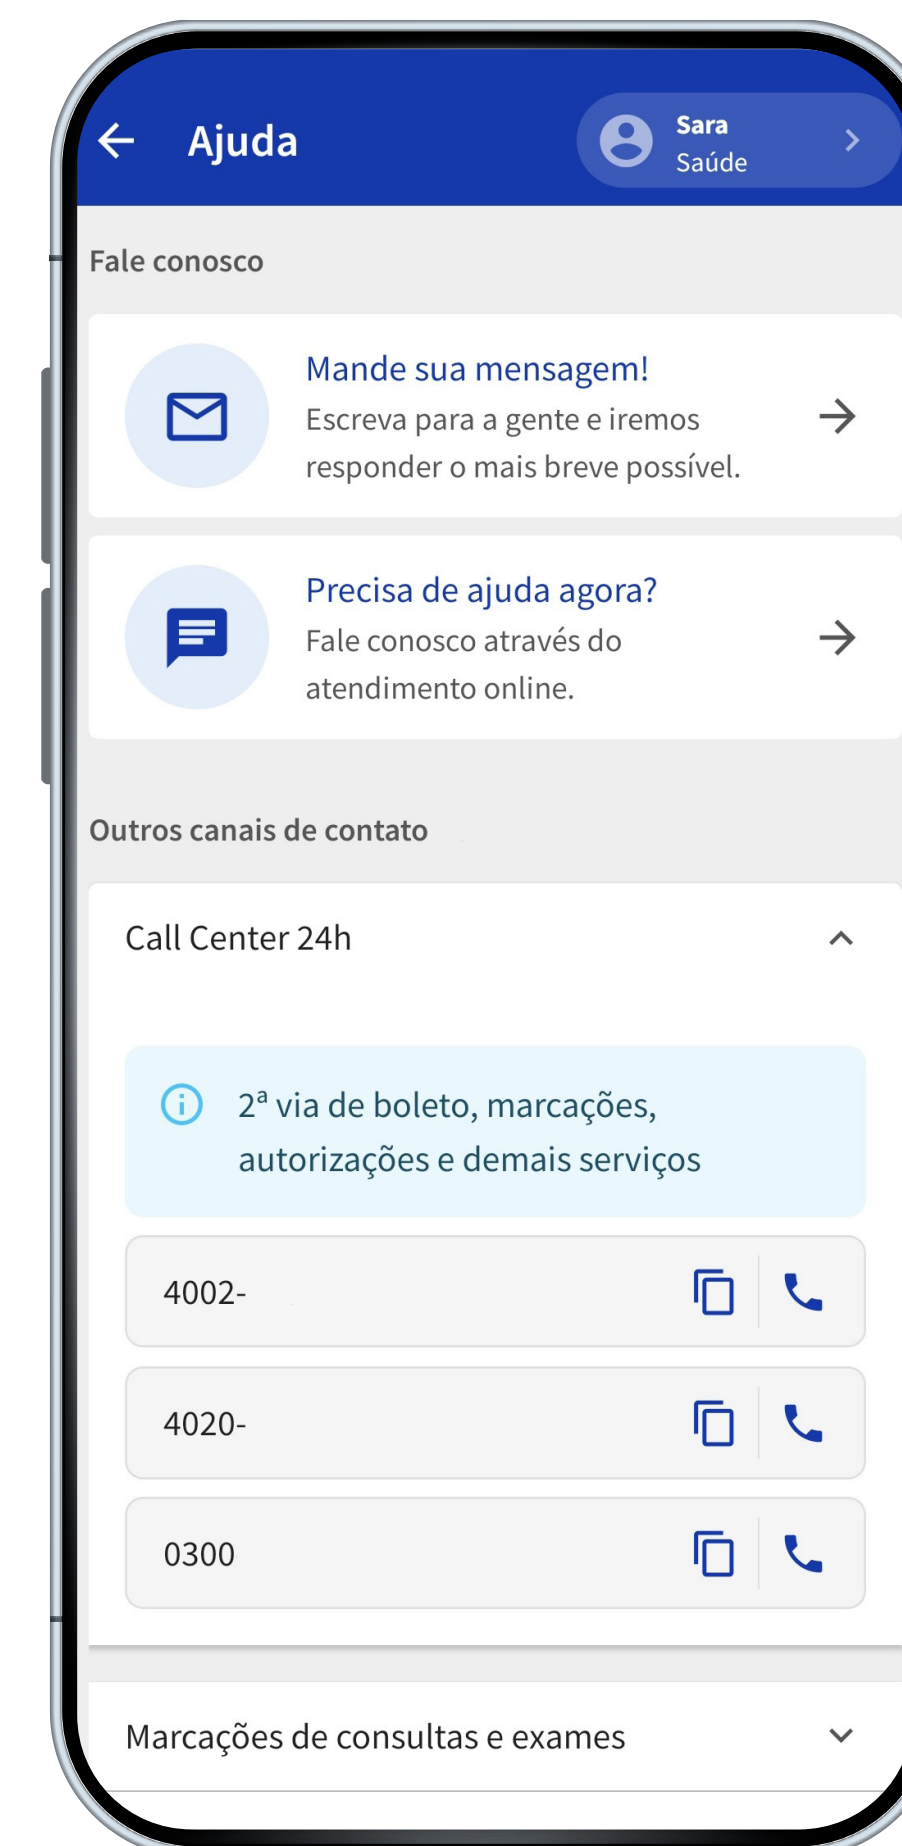 Ajuda
Sara
Saúde
Fale conosco
Mande sua mensagem!
Escreva para a gente e iremos
responder o mais breve possível.
Precisa de ajuda agora?
Fale conosco através do
atendimento online.
Outros canais de contato
Call Center 24h
2ª via de boleto, marcações,
autorizações e demais serviços
4002-
4020-
0300
Marcações de consultas e exames